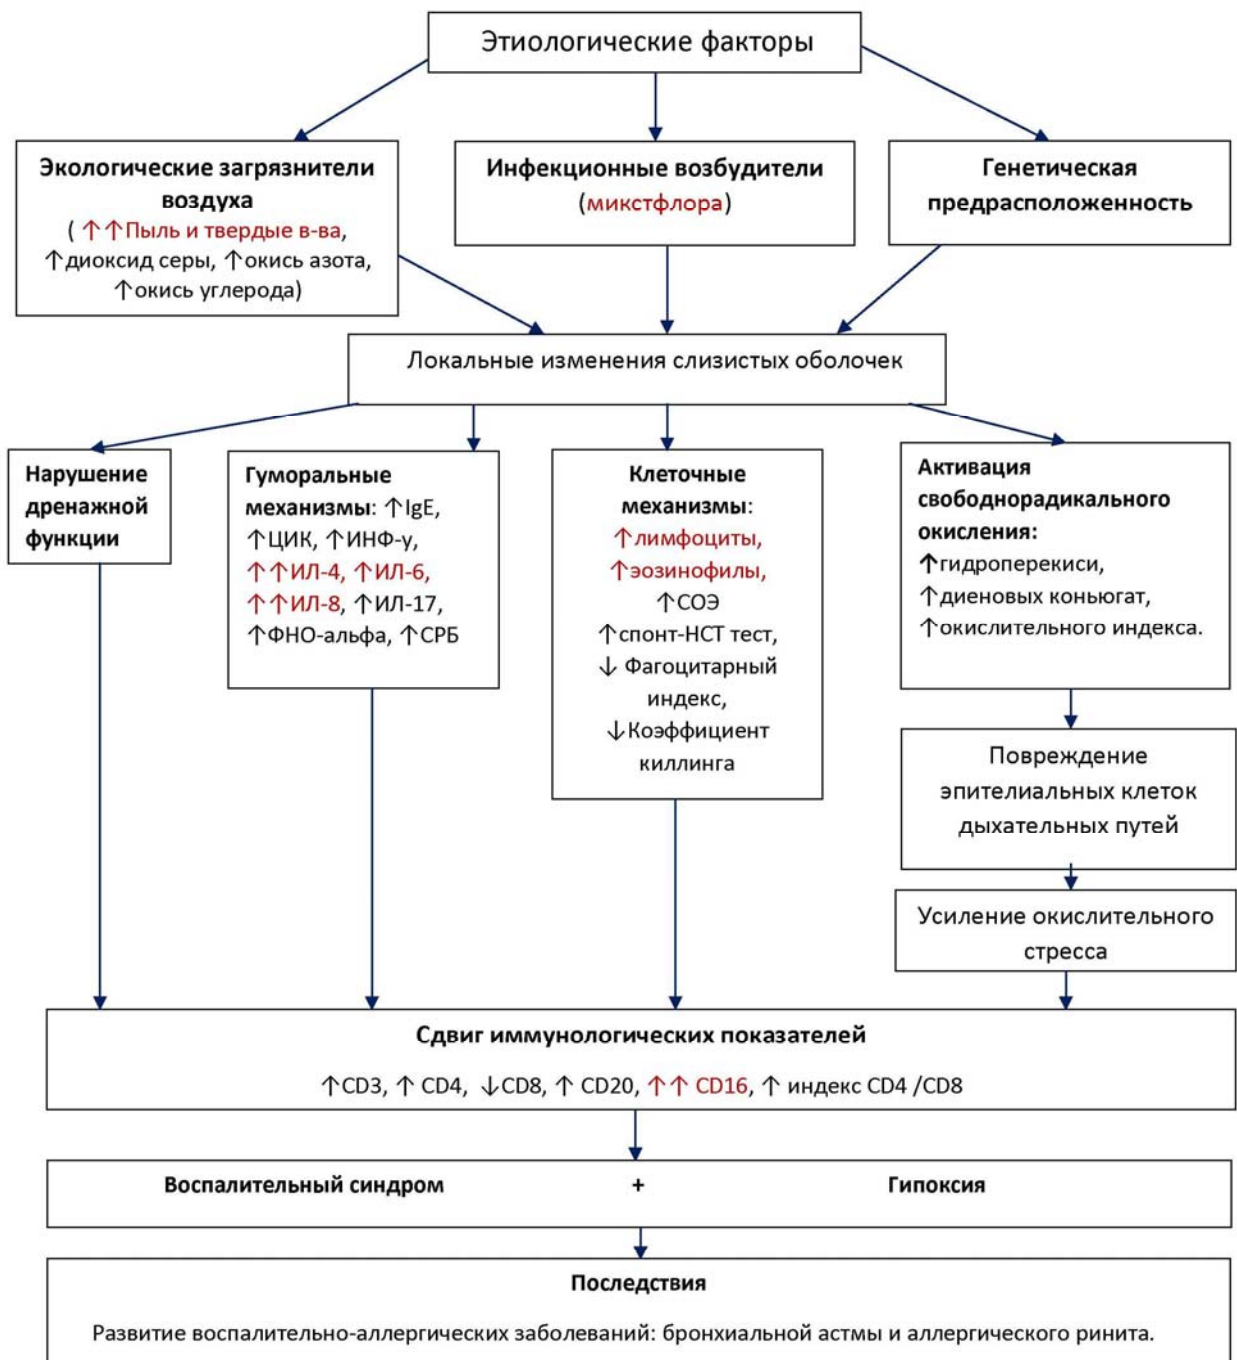 Этиологические факторы
Экологические загрязнители
воздуха
( ↑↑Пыль и твердые в-ва,
↑диоксид серы, ↑окись азота,
↑окись углерода)
Инфекционные возбудители
(микстфлора)
Генетическая
предрасположенность
Локальные изменения слизистых оболочек
Нарушение
дренажной
функции
Гуморальные
механизмы: ↑IgE,
↑ЦИК, ↑ИНФ-у,
↑↑ИЛ-4, ↑ИЛ-6,
↑↑ИЛ-8, ↑ИЛ-17,
↑ФНО-альфа, ↑СРБ
Клеточные
механизмы:
↑лимфоциты,
↑эозинофилы,
↑СОЭ
↑спонт-НСТ тест,
↓ Фагоцитарный
индекс,
↓Коэффициент
киллинга
Активация
свободнорадикального
окисления:
↑гидроперекиси,
↑диеновых коньюгат,
↑окислительного индекса.
Повреждение
эпителиальных клеток
дыхательных путей
Усиление окислительного
стресса
Сдвиг иммунологических показателей
↑CD3, ↑ CD4, ↓CD8, ↑ CD20, ↑↑ CD16, ↑ индекс CD4 /CD8
Воспалительный синдром + Гипоксия
Последствия
Развитие воспалительно-аллергических заболеваний: бронхиальной астмы и аллергического ринита.